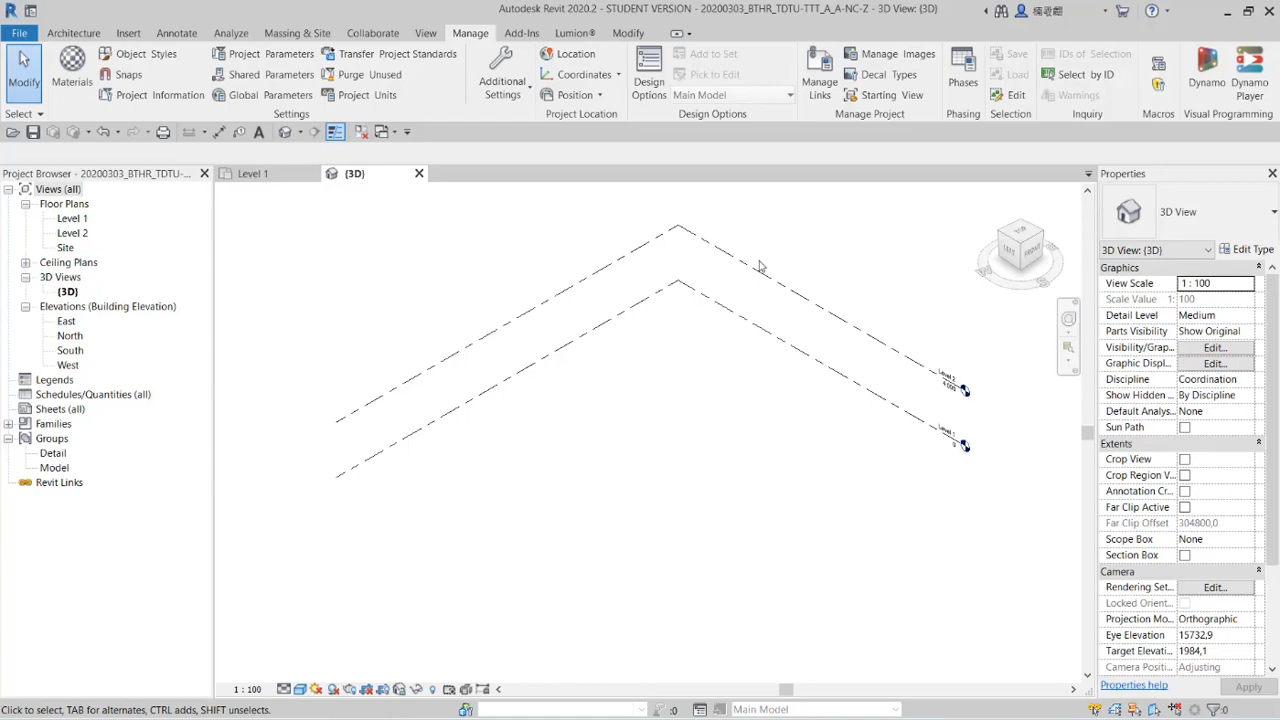 Autodesk Revit 2020.2 - STUDENT VERSION - 20200303_BTHR_TDTU-TTT_A_A-NC-Z - 3D View: {3D}
File Architecture Insert Annotate Analyze Massing & Site Collaborate View Manage Add-Ins Lumion® Modify
Modify
Select
Materials
Object Styles
Snaps
Project Information
Project Parameters
Shared Parameters
Global Parameters
Transfer Project Standards
Purge Unused
Project Units
Settings
Additional
Settings
Location
Coordinates
Position
Project Location
Design
Options
Add to Set
Pick to Edit
Main Model
Design Options
Manage
Links
Manage Images
Decal Types
Starting View
Manage Project
Phases
Phasing
Save
Load
Edit
Selection
IDs of Selection
Select by ID
Warnings
Inquiry
Macros
Dynamo
Dynamo
Player
Visual Programming
Project Browser - 20200303_BTHR_TDTU-...
Views (all)
Floor Plans
Level 1
Level 2
Site
Ceiling Plans
3D Views
{3D}
Elevations (Building Elevation)
East
North
South
West
Legends
Schedules/Quantities (all)
Sheets (all)
Families
Groups
Detail
Model
Revit Links
Level 1
{3D}
TOP
LEFT
FRONT
Level 2
4.000
Level 1
0
Properties
3D View
3D View: {3D} Edit Type
Graphics
View Scale 1 : 100
Scale Value 1: 100
Detail Level Medium
Parts Visibility Show Original
Visibility/Grap... Edit...
Graphic Displ... Edit...
Discipline Coordination
Show Hidden ... By Discipline
Default Analys... None
Sun Path
Extents
Crop View
Crop Region V...
Annotation Cr...
Far Clip Active
Far Clip Offset 304800,0
Scope Box None
Section Box
Camera
Rendering Set... Edit...
Locked Orient...
Projection Mo... Orthographic
Eye Elevation 15732,9
Target Elevati... 1984,1
Camera Positi... Adjusting
Properties help Apply
1 : 100
Click to select, TAB for alternates, CTRL adds, SHIFT unselects.
:0
Main Model
:0